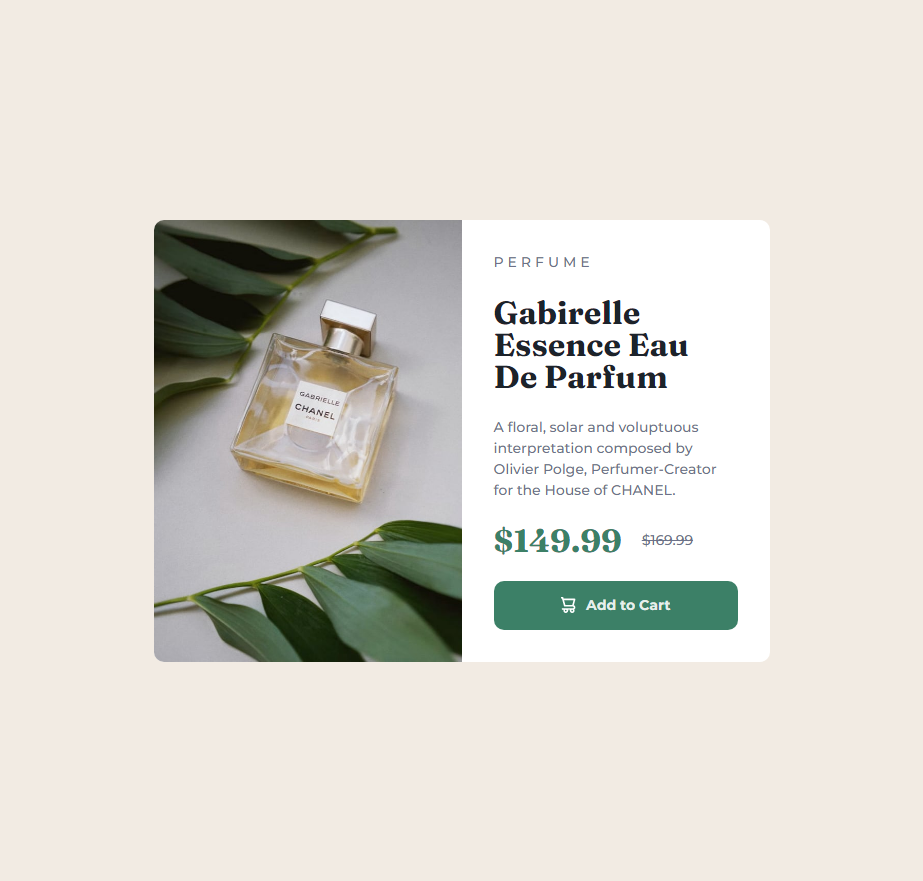 GABRIELLE
CHANEL
PARIS
PERFUME
Gabirelle
Essence Eau
De Parfum
A floral, solar and voluptuous
interpretation composed by
Olivier Polge, Perfumer-Creator
for the House of CHANEL.
$149.99 $169.99
Add to Cart